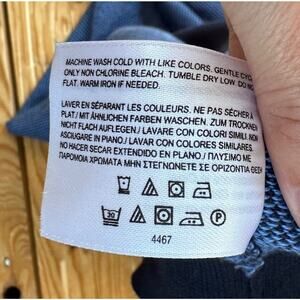 MACHINE WASH COLD WITH LIKE COLORS. GENTLE CYC
ONLY NON CHLORINE BLEACH. TUMBLE DRY LOW. DO NO
FLAT. WARM IRON IF NEEDED.
LAVER EN SÉPARANT LES COULEURS. NE PAS SÉCHER À
PLAT / MIT ÄHNLICHEN FARBEN WASCHEN. ZUM TROCKNEN
NICHT FLACH AUFLEGEN / LAVARE CON COLORI SIMILI. NON
ASCIUGARE IN PIANO / LAVAR CON COLORES SIMILARES.
NO HACER SECAR EXTENDIDO EN PLANO / ΠΛΥΣΙΜΟ ΜΕ
ΠΑΡΟΜΟΙΑ ΧΡΩΜΑΤΑ ΜΗΝ ΣΤΕΓΝΩΝΕΤΕ ΣΕ ΟΡΙΖΟΝΤΙΑ ΘΕΣΗ
30
P
4467